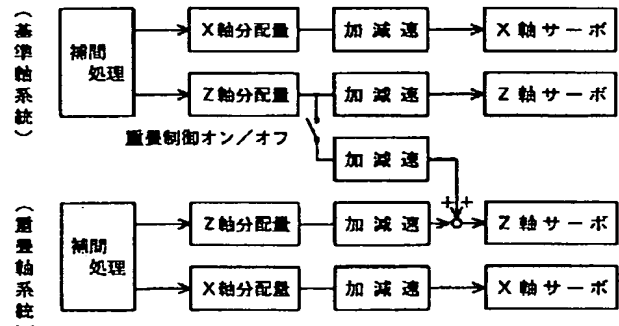 （基準軸系統）
補間
処理
X軸分配量
加減速
X軸サーボ
Z軸分配量
加減速
Z軸サーボ
重畳制御オン／オフ
加減速
＋＋
（重畳軸系統
補間
処理
Z軸分配量
加減速
Z軸サーボ
X軸分配量
加減速
X軸サーボ